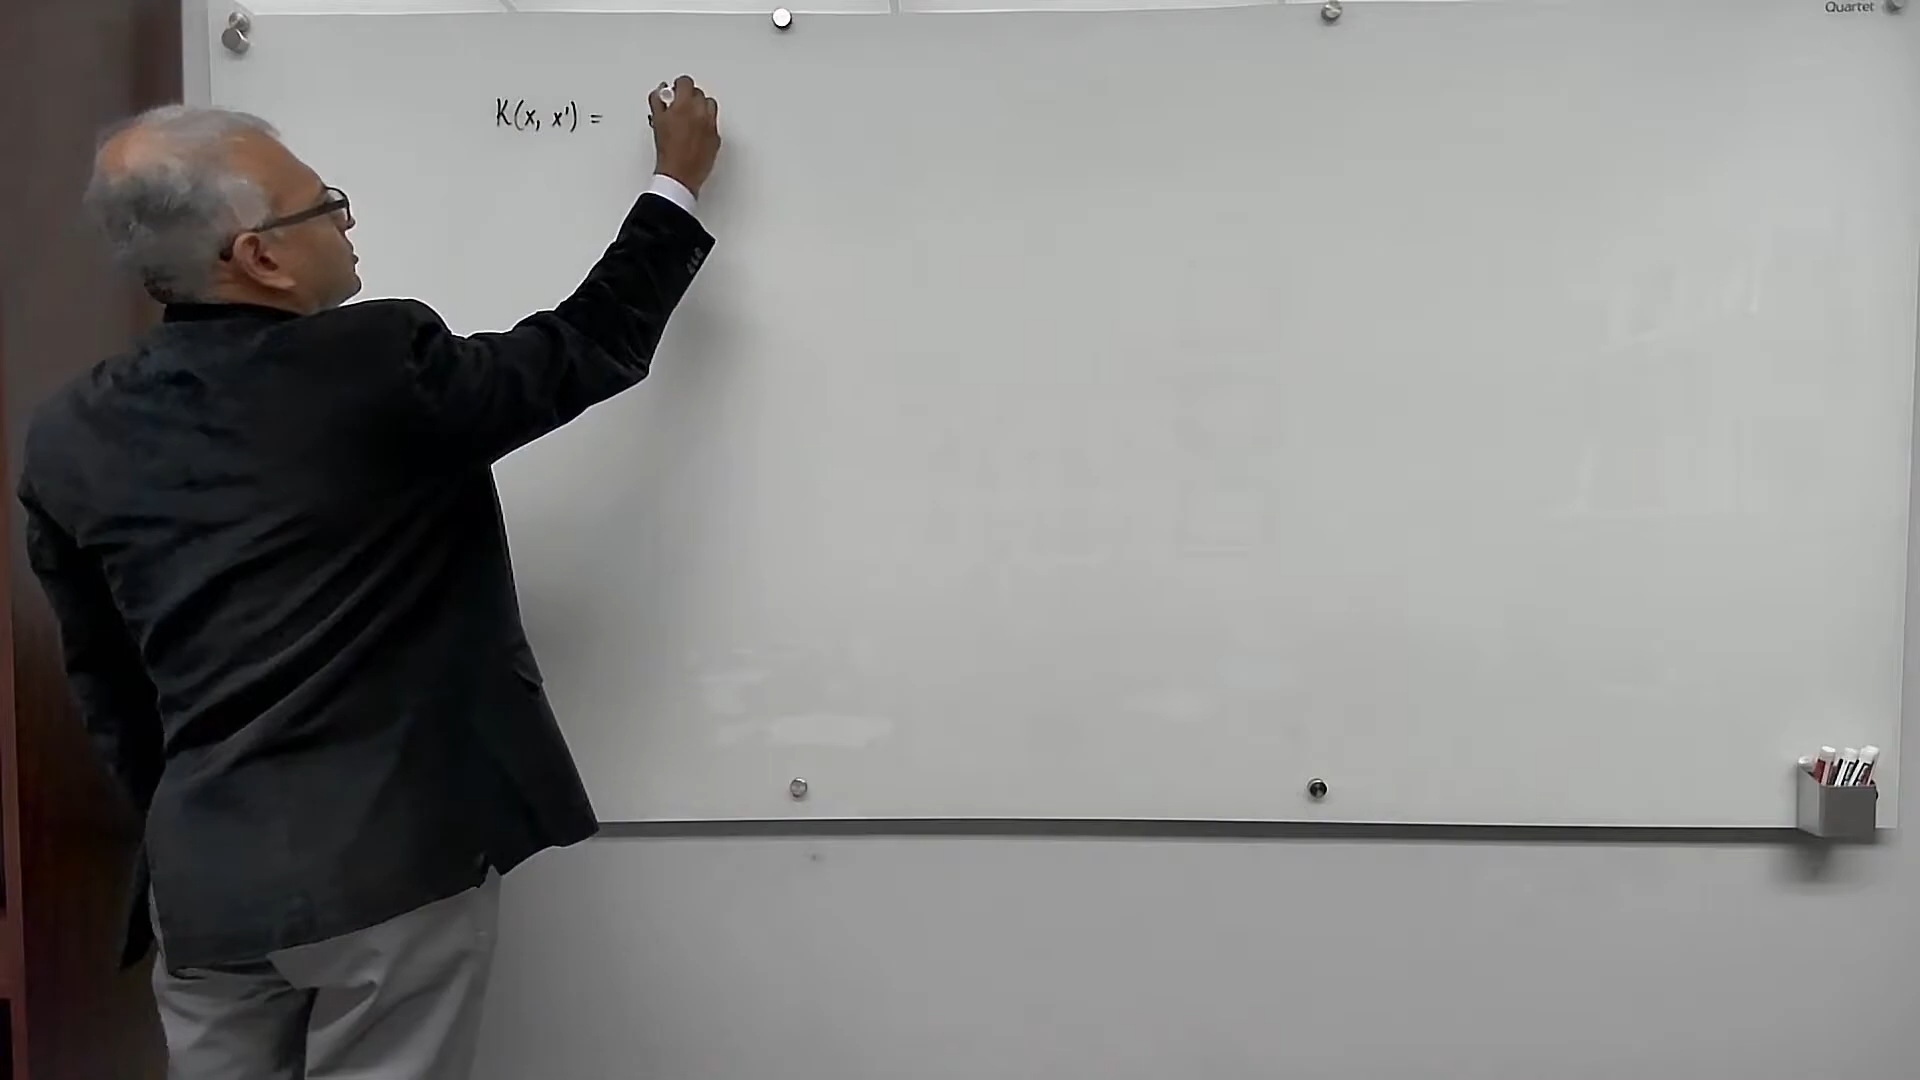 Quartet
K(x, x') =